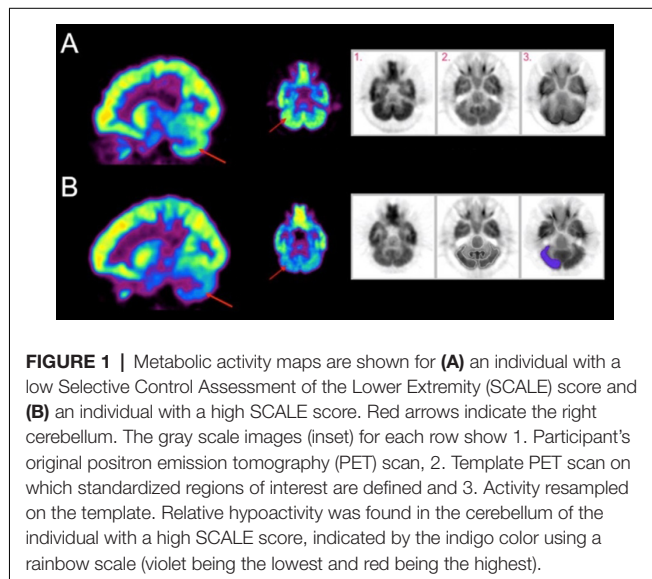 A
1. 2. 3.
B
FIGURE 1 | Metabolic activity maps are shown for (A) an individual with a
low Selective Control Assessment of the Lower Extremity (SCALE) score and
(B) an individual with a high SCALE score. Red arrows indicate the right
cerebellum. The gray scale images (inset) for each row show 1. Participant's
original positron emission tomography (PET) scan, 2. Template PET scan on
which standardized regions of interest are defined and 3. Activity resampled
on the template. Relative hypoactivity was found in the cerebellum of the
individual with a high SCALE score, indicated by the indigo color using a
rainbow scale (violet being the lowest and red being the highest).